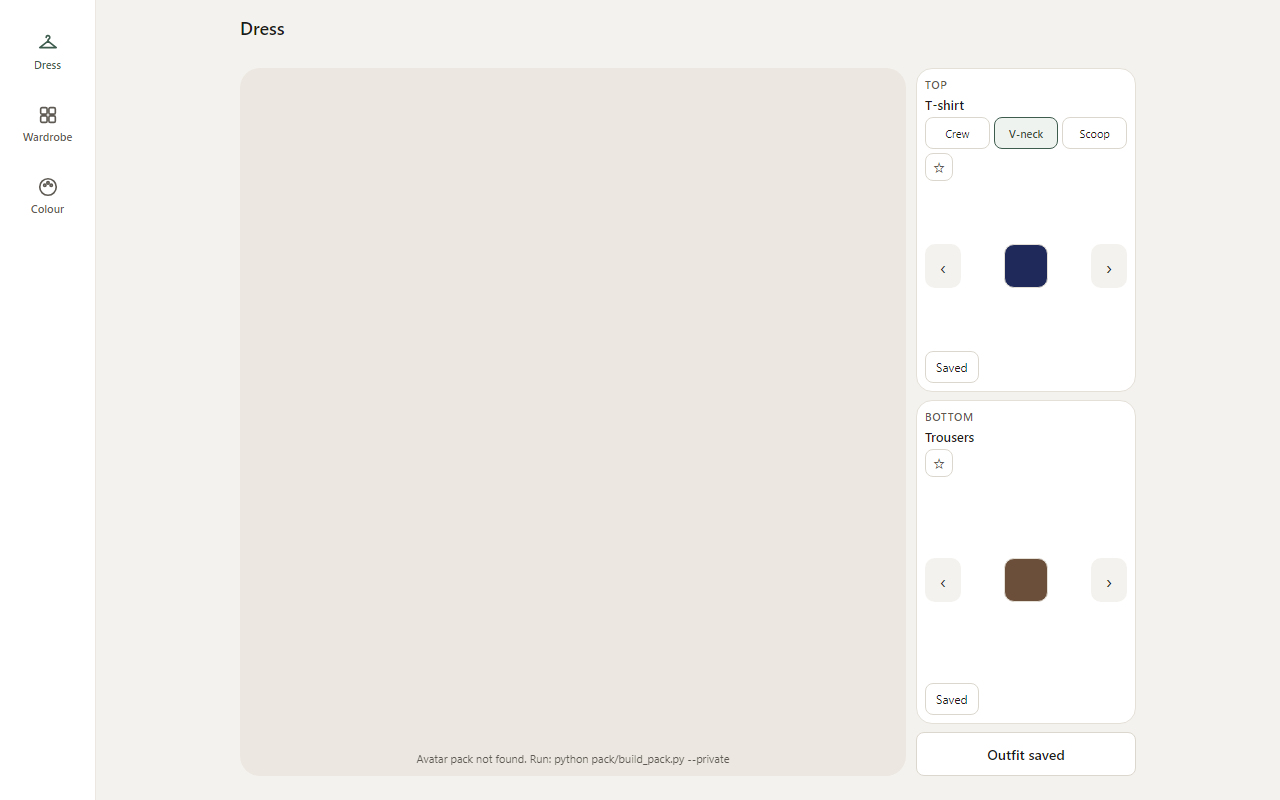 Dress
Wardrobe
Colour
Dress
Avatar pack not found. Run: python pack/build_pack.py --private
TOP
T-shirt
Crew
V-neck
Scoop
Saved
BOTTOM
Trousers
Saved
Outfit saved